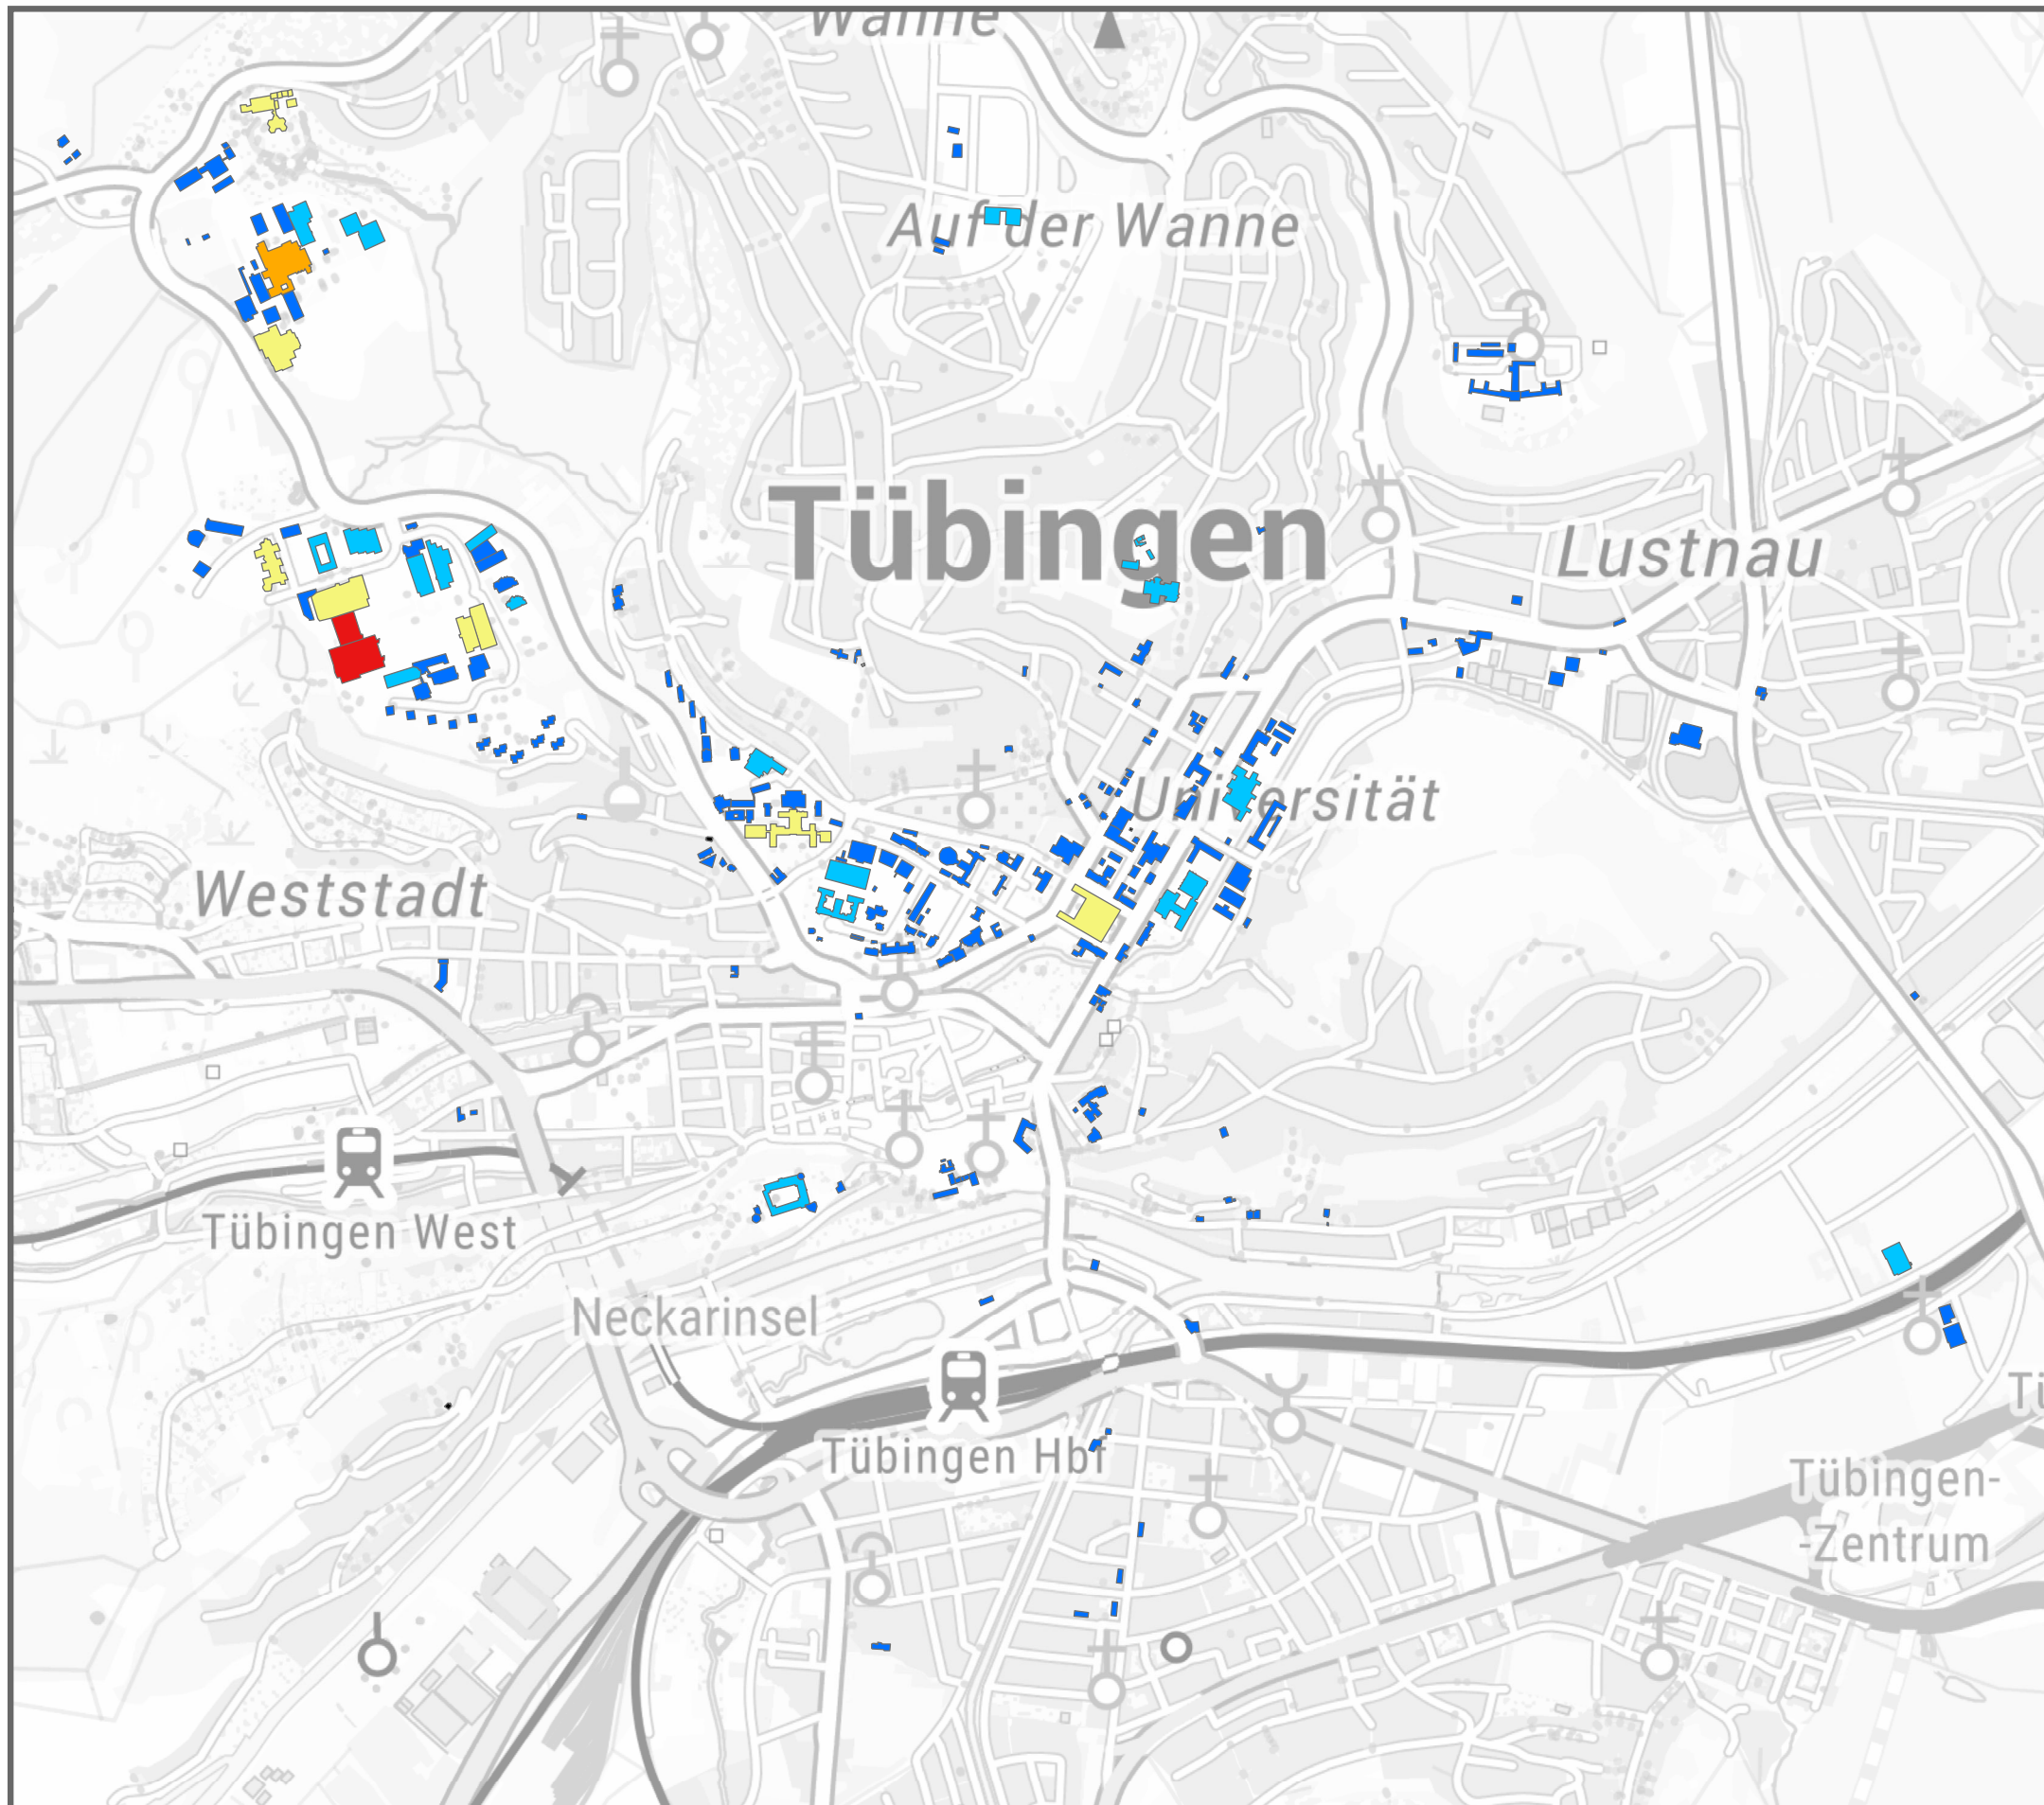 Wanne
Auf der Wanne
Tübingen
Lustnau
Universität
Weststadt
Tübingen West
Neckarinsel
Tübingen Hbf
Tübingen-
-Zentrum